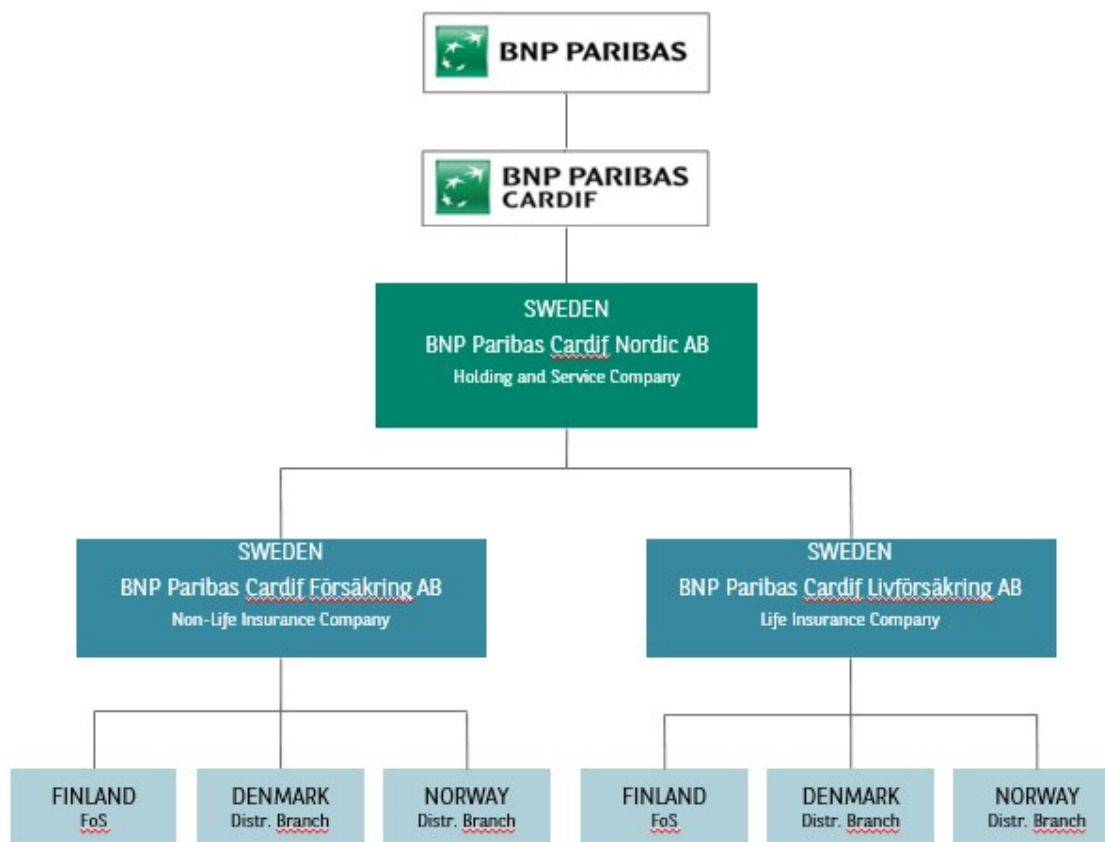 BNP PARIBAS
BNP PARIBAS
CARDIF
SWEDEN
BNP Paribas Cardif Nordic AB
Holding and Service Company
SWEDEN
BNP Paribas Cardif Försäkring AB
Non-Life Insurance Company
SWEDEN
BNP Paribas Cardif Livförsäkring AB
Life Insurance Company
FINLAND
FoS
DENMARK
Distr. Branch
NORWAY
Distr. Branch
FINLAND
FoS
DENMARK
Distr. Branch
NORWAY
Distr. Branch